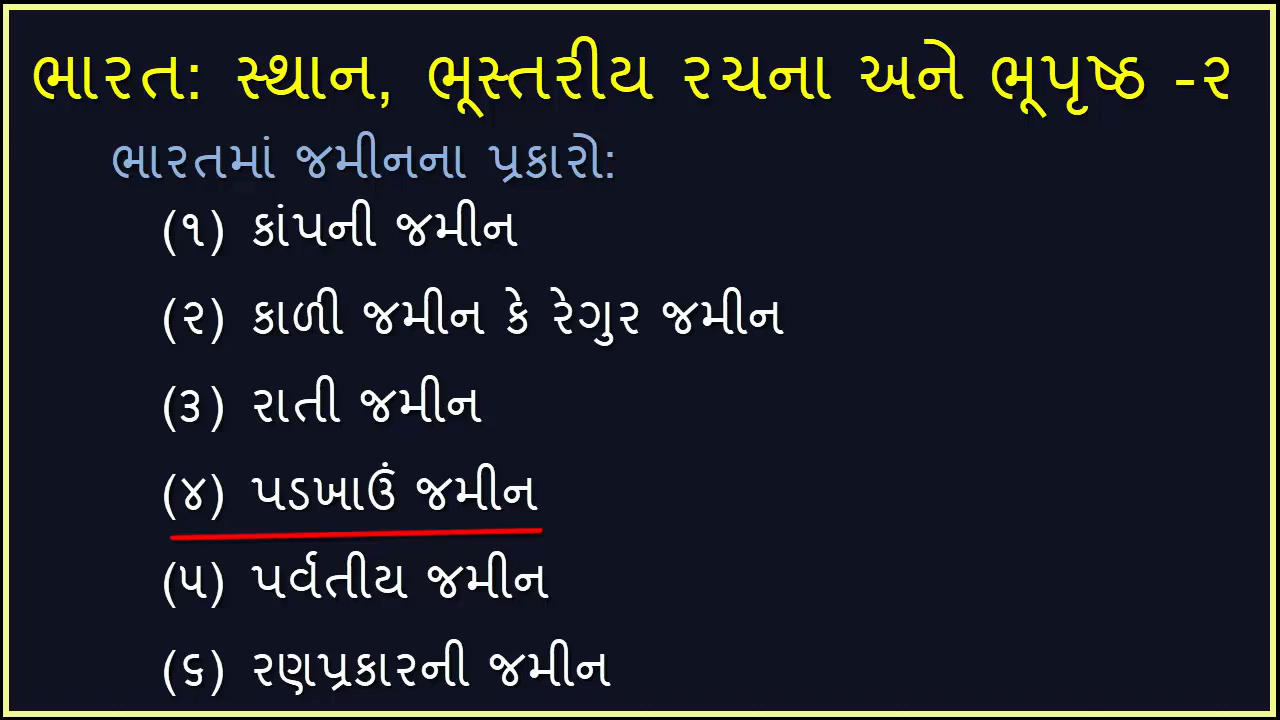 ભારત: સ્થાન, ભૂસ્તરીય રચના અને ભૂપૃષ્ઠ -૨
ભારતમાં જમીનના પ્રકારો:
(૧) કાંપની જમીન
(૨) કાળી જમીન કે રેગુર જમીન
(૩) રાતી જમીન
(૪) પડખાઉં જમીન
(૫) પર્વતીય જમીન
(૬) રણપ્રકારની જમીન